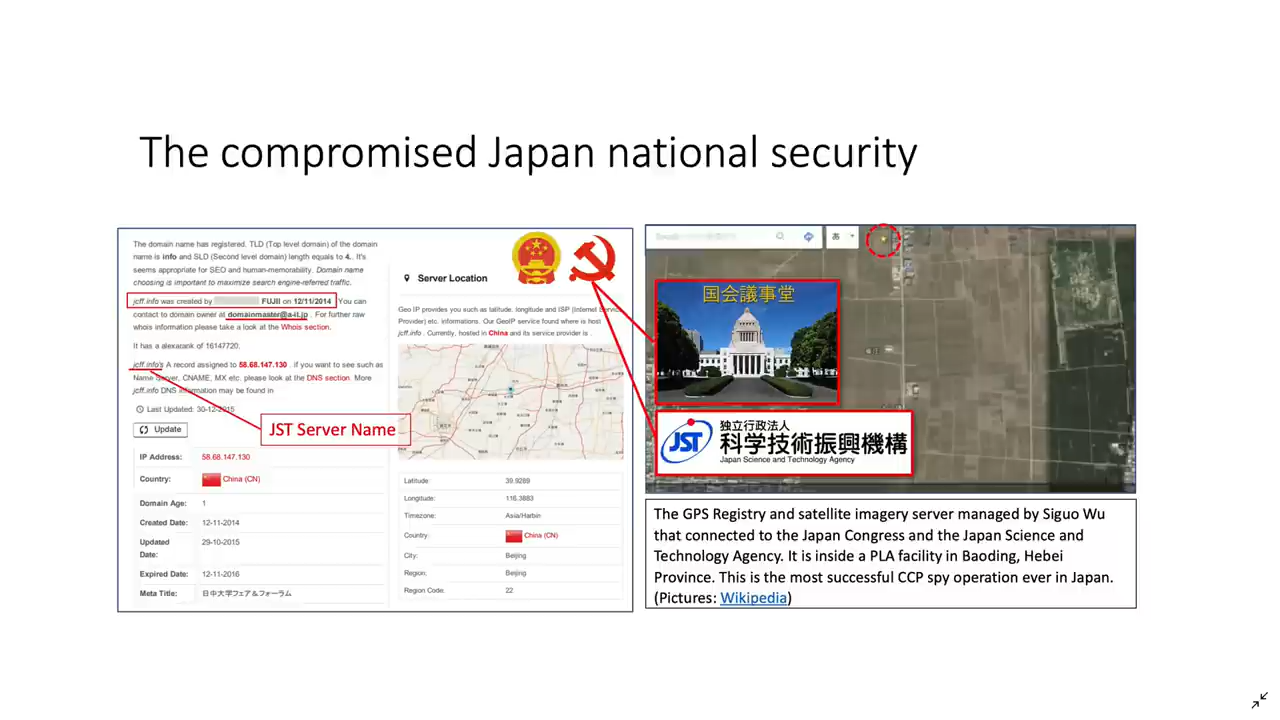 The compromised Japan national security
The domain name has registered. TLD (Top level domain) of the domain
name is info and SLD (Second level domain) length equals to 4.. It's
seems appropriate for SEO and human-memorability. Domain name
choosing is important to maximize search engine-referred traffic.
jcff.info was created by FUJII on 12/11/2014 . You can
contact to domain owner at domainmaster@a-it.jp . For further raw
whois information please take a look at the Whois section.
It has a alexarank of 16147720.
jcff.info's A record assigned to 58.68.147.130 . if you want to see such as
Name Server, CNAME, MX etc. please look at the DNS section. More
jcff.info DNS information may be found in
Last Updated: 30-12-2015
Update
JST Server Name
IP Address: 58.68.147.130
Country: China (CN)
Domain Age: 1
Created Date: 12-11-2014
Updated 29-10-2015
Date:
Expired Date: 12-11-2016
Meta Title: 日中大学フェア&フォーラム
Server Location
Geo IP provides you such as latitude, longitude and ISP (Internet Service
Provider) etc. informations. Our GeoIP service found where is host
jcff.info . Currently, hosted in China and its service provider is .
Latitude: 39.9289
Longitude: 116.3883
Timezone: Asia/Harbin
Country: China (CN)
City: Beijing
Region: Beijing
Region Code: 22
あ
国会議事堂
JST
独立行政法人
科学技術振興機構
Japan Science and Technology Agency
The GPS Registry and satellite imagery server managed by Siguo Wu
that connected to the Japan Congress and the Japan Science and
Technology Agency. It is inside a PLA facility in Baoding, Hebei
Province. This is the most successful CCP spy operation ever in Japan.
(Pictures: Wikipedia)